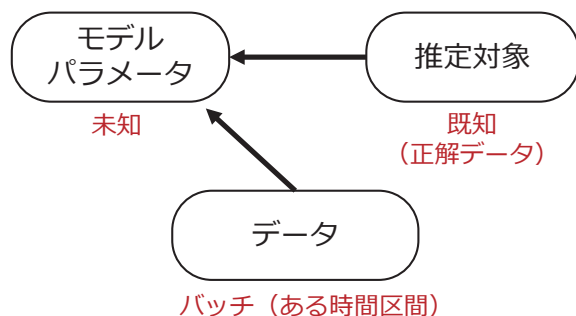 モデル
パラメータ
推定対象
未知
既知
（正解データ）
データ
バッチ（ある時間区間）